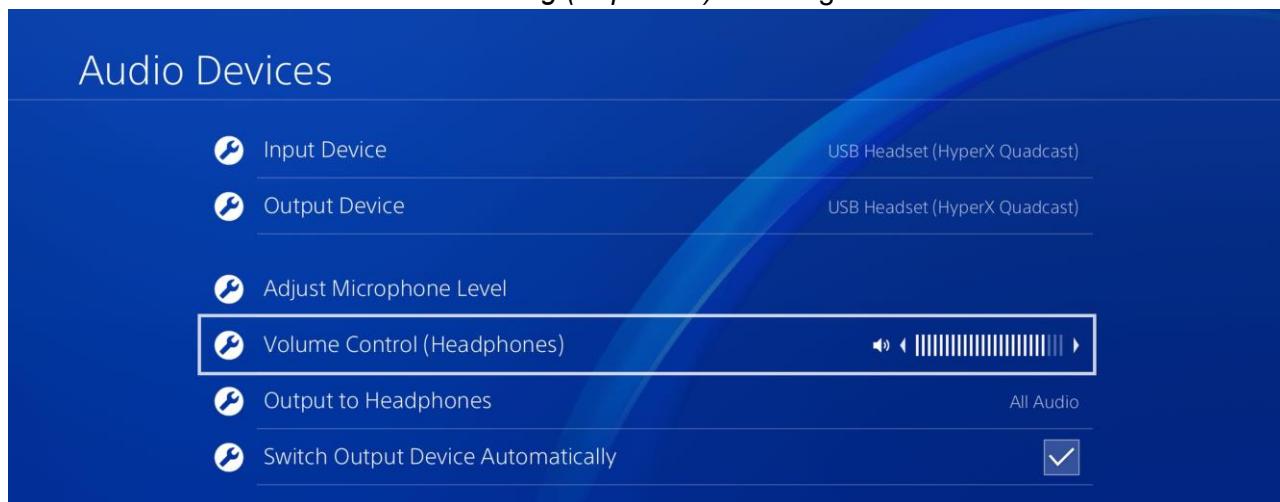 Audio Devices
Input Device USB Headset (HyperX Quadcast)
Output Device USB Headset (HyperX Quadcast)
Adjust Microphone Level
Volume Control (Headphones)
Output to Headphones All Audio
Switch Output Device Automatically